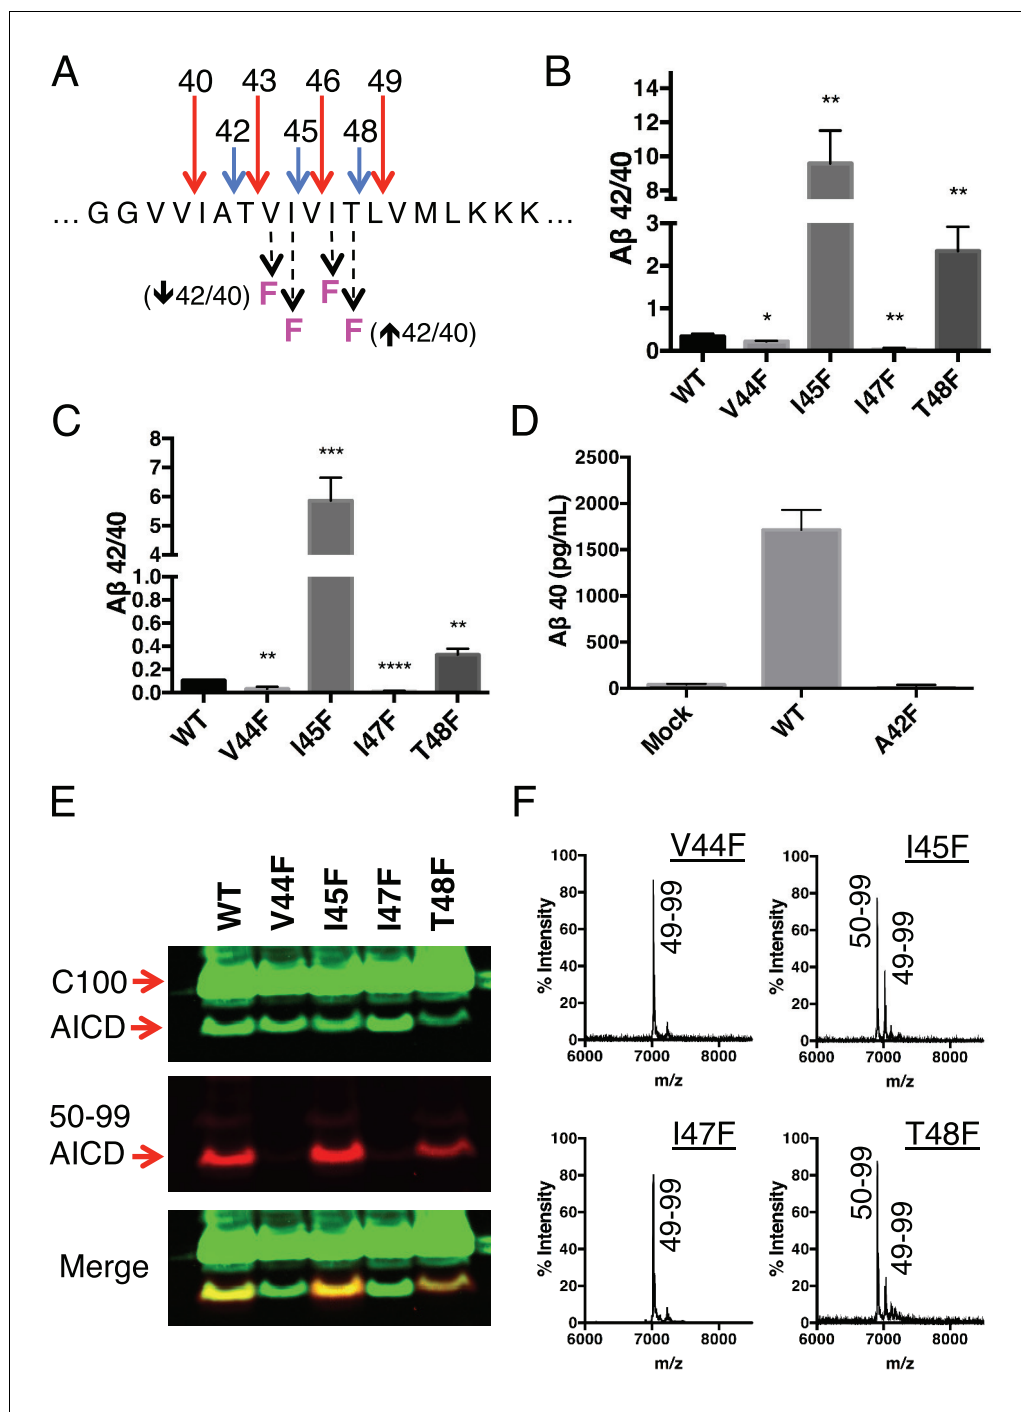 A
40 43 46 49
42 45 48
... G G V V I A T V I V I T L V M L K K K ...
(↓42/40) F F
F F (↑42/40)
B
Aβ 42/40
14
12
10
8
3
2
1
0
** ** * **
WT V44F I45F I47F T48F
C
Aβ 42/40
8
7
6
5
4
1.0
0.8
0.6
0.4
0.2
0.0
*** ** **** **
WT V44F I45F I47F T48F
D
Aβ 40 (pg/mL)
2500
2000
1500
1000
500
0
Mock WT A42F
E
WT V44F I45F I47F T48F
C100
AICD
50-99
AICD
Merge
F
V44F
% Intensity
100
80
60
40
20
0
49-99
6000 7000 8000
m/z
I45F
% Intensity
100
80
60
40
20
0
50-99
49-99
6000 7000 8000
m/z
I47F
% Intensity
100
80
60
40
20
0
49-99
6000 7000 8000
m/z
T48F
% Intensity
100
80
60
40
20
0
50-99
49-99
6000 7000 8000
m/z